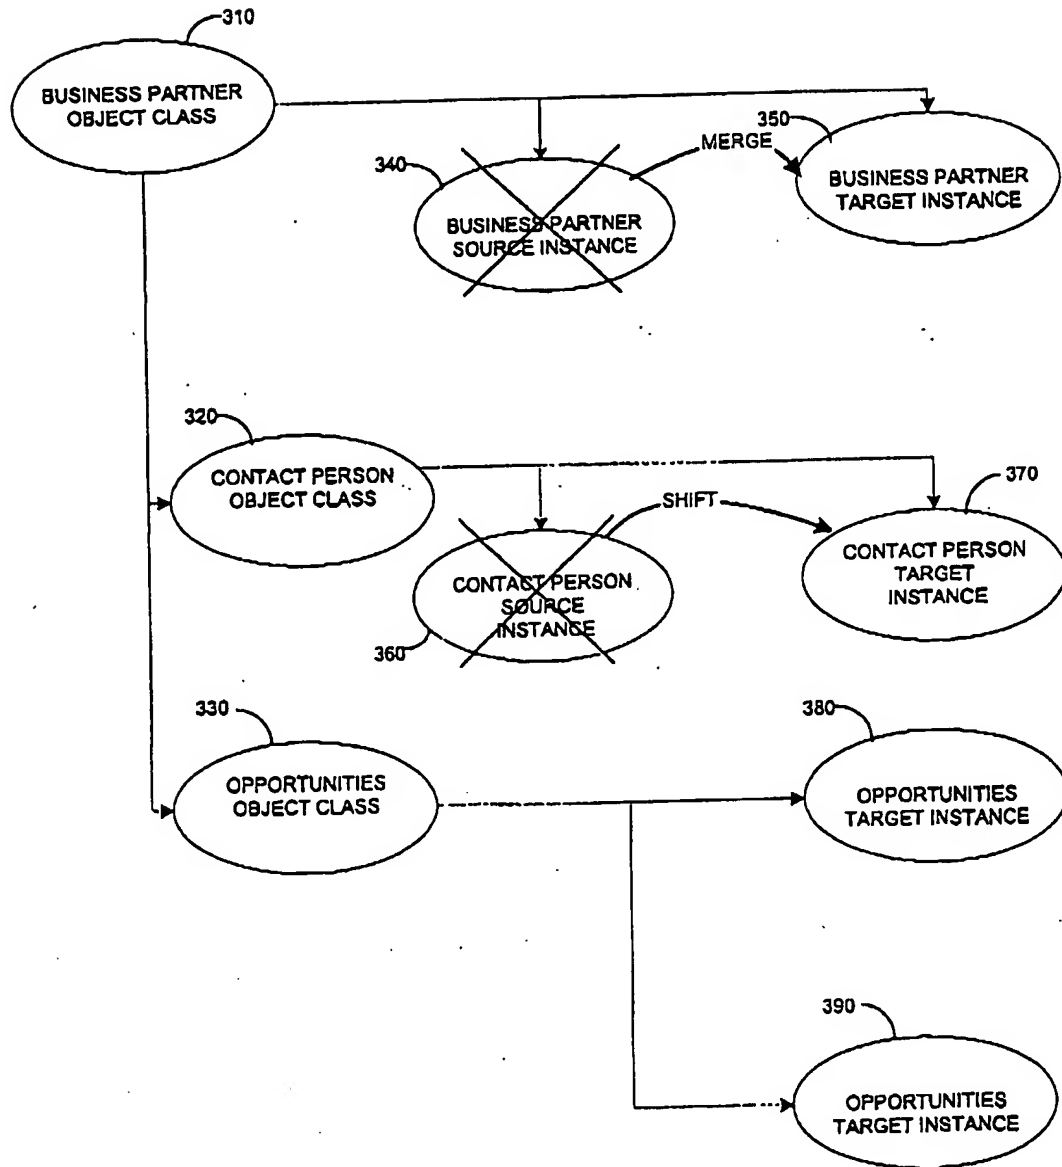 310
BUSINESS PARTNER
OBJECT CLASS
340
BUSINESS PARTNER
SOURCE INSTANCE
MERGE
350
BUSINESS PARTNER
TARGET INSTANCE
320
CONTACT PERSON
OBJECT CLASS
SHIFT
370
CONTACT PERSON
TARGET
INSTANCE
CONTACT PERSON
SOURCE
INSTANCE
360
330
OPPORTUNITIES
OBJECT CLASS
380
OPPORTUNITIES
TARGET INSTANCE
390
OPPORTUNITIES
TARGET INSTANCE